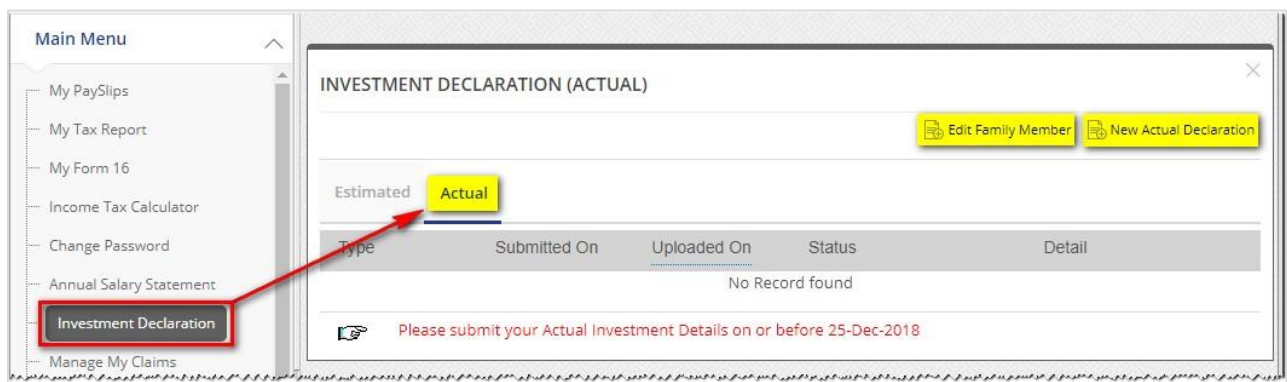 Main Menu
My PaySlips
My Tax Report
My Form 16
Income Tax Calculator
Change Password
Annual Salary Statement
Investment Declaration
Manage My Claims
INVESTMENT DECLARATION (ACTUAL)
Edit Family Member New Actual Declaration
Estimated Actual
Type Submitted On Uploaded On Status Detail
No Record found
Please submit your Actual Investment Details on or before 25-Dec-2018